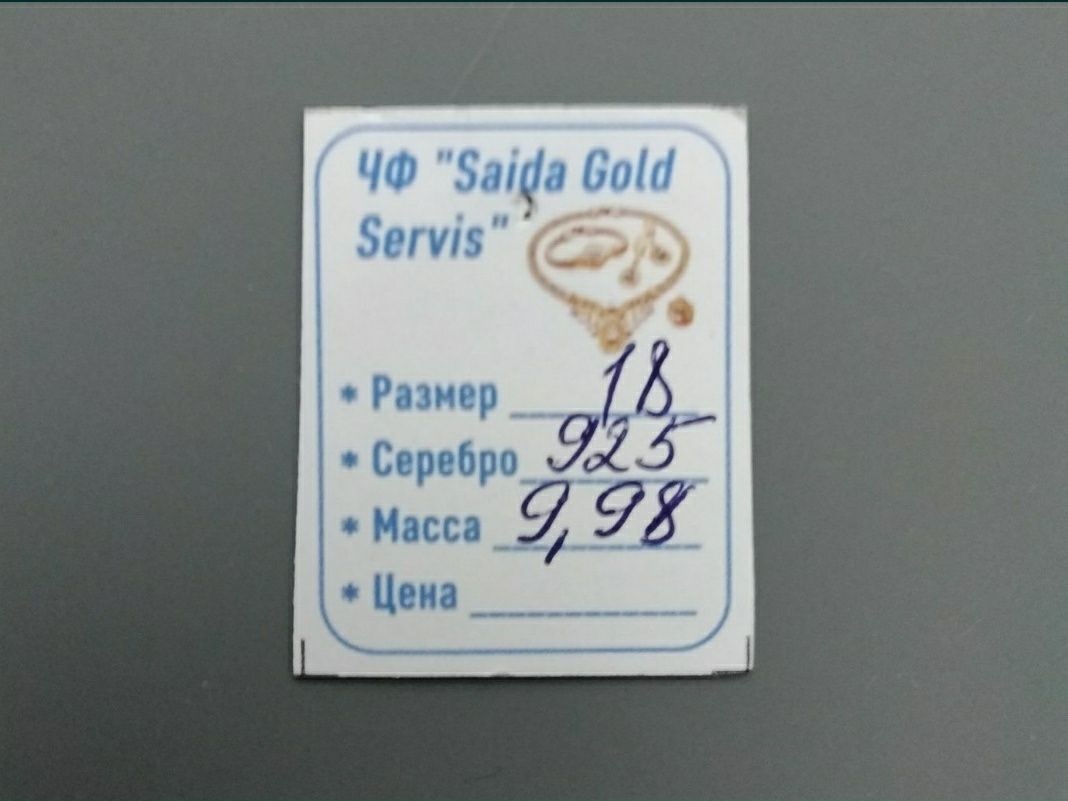 ЧФ "Saida Gold
Servis"
* Размер 18
* Серебро 925
* Масса 9,98
* Цена